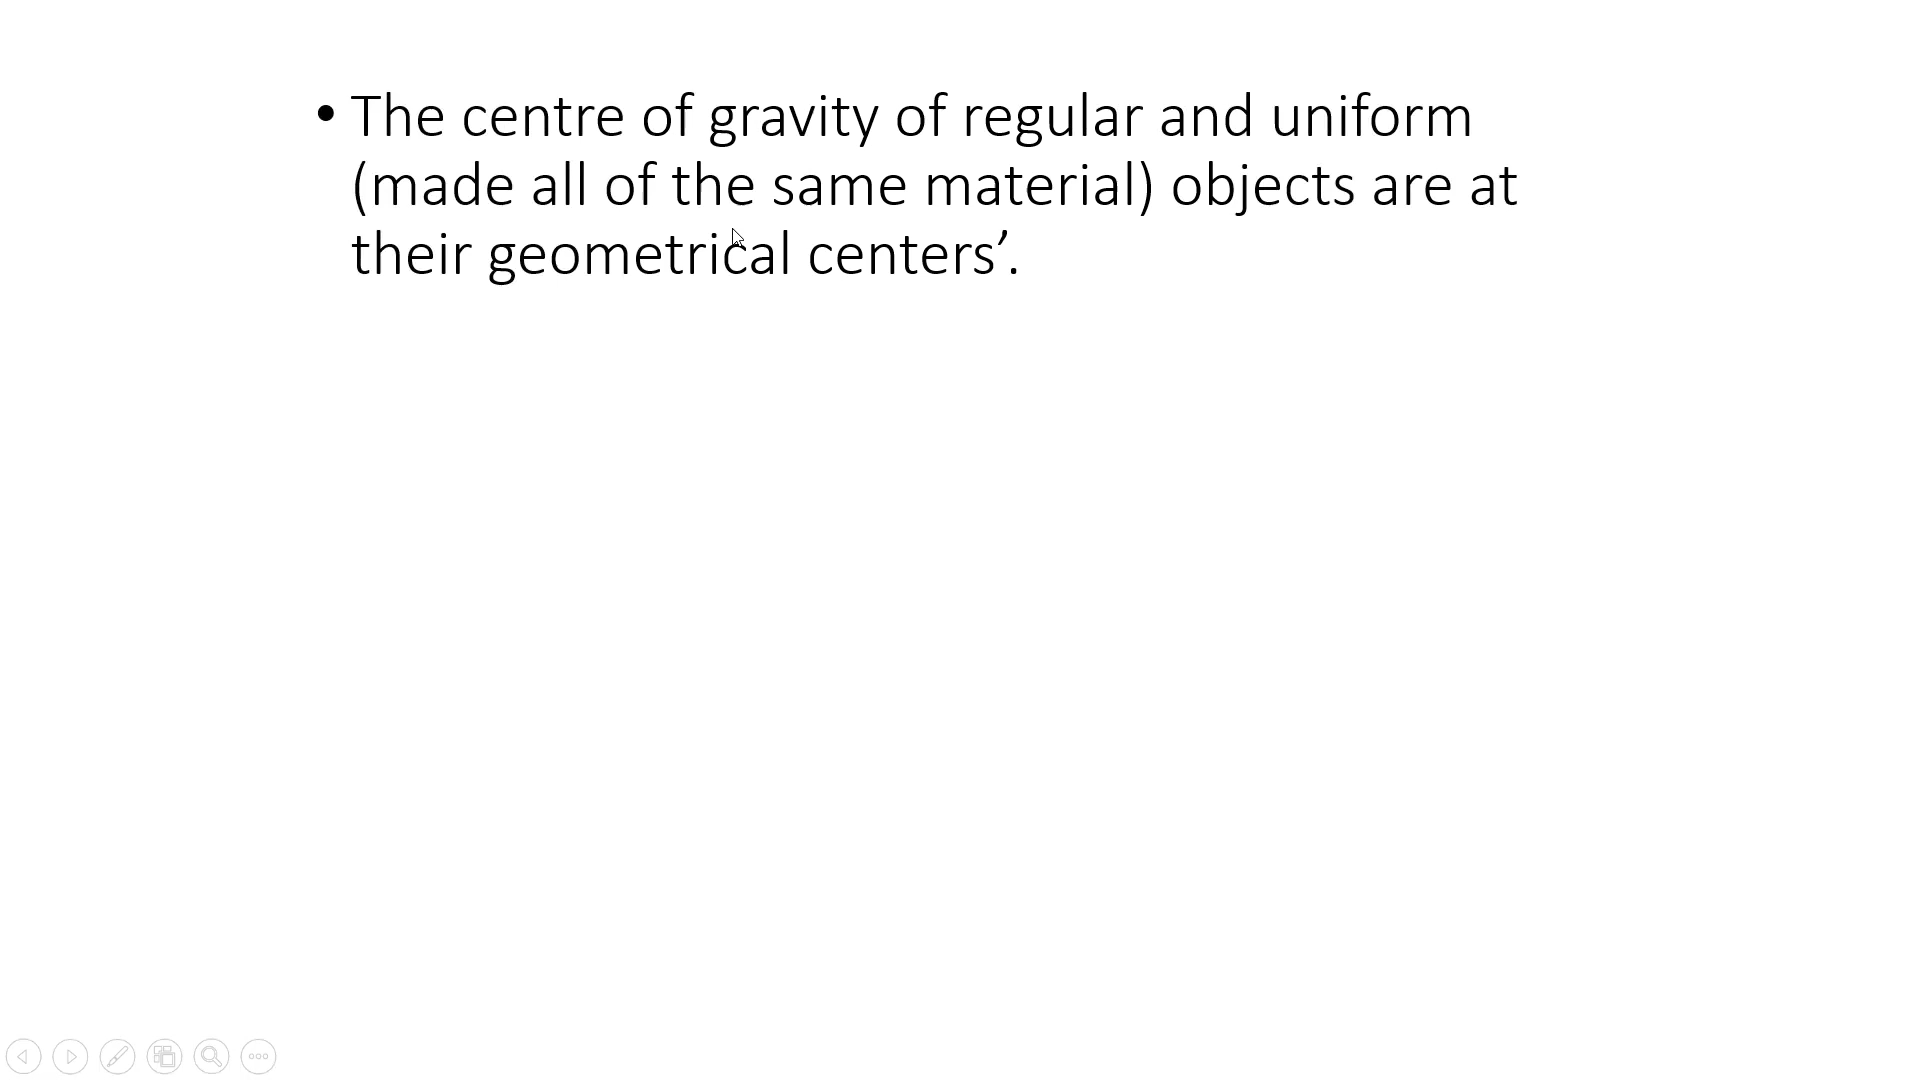 • The centre of gravity of regular and uniform
(made all of the same material) objects are at
their geometrical centers’.